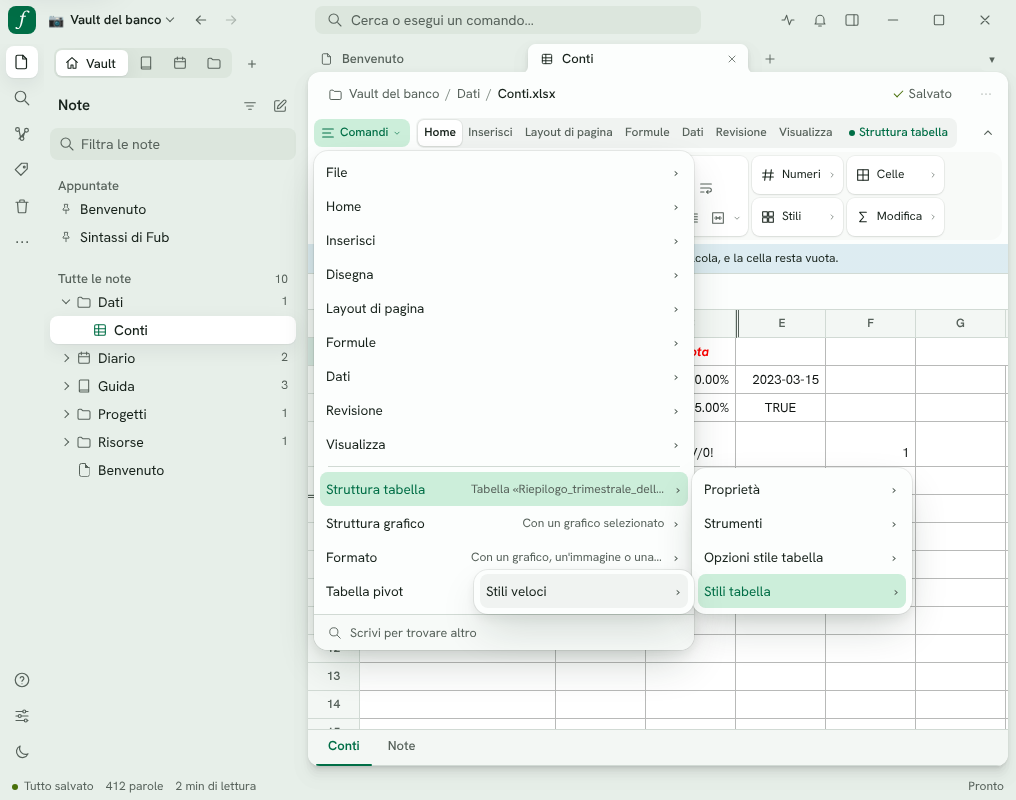 Vault del banco
Cerca o esegui un comando...
Vault
Benvenuto
Conti
Note
Filtra le note
Appuntate
Benvenuto
Sintassi di Fub
Tutte le note 10
Dati 1
Conti
Diario 2
Guida 3
Progetti 1
Risorse 1
Benvenuto
Vault del banco / Dati / Conti.xlsx
Salvato
Comandi Home Inserisci Layout di pagina Formule Dati Revisione Visualizza Struttura tabella
Numeri
Celle
Stili
Modifica
cola, e la cella resta vuota.
File
Home
Inserisci
Disegna
Layout di pagina
Formule
Dati
Revisione
Visualizza
Struttura tabella Tabella «Riepilogo_trimestrale_dell...
Struttura grafico Con un grafico selezionato
Formato Con un grafico, un'immagine o una...
Tabella pivot
Stili veloci
Scrivi per trovare altro
Proprietà
Strumenti
Opzioni stile tabella
Stili tabella
E F G
ota
0.00% 2023-03-15
5.00% TRUE
/0! 1
13
14
Conti Note
Tutto salvato 412 parole 2 min di lettura
Pronto